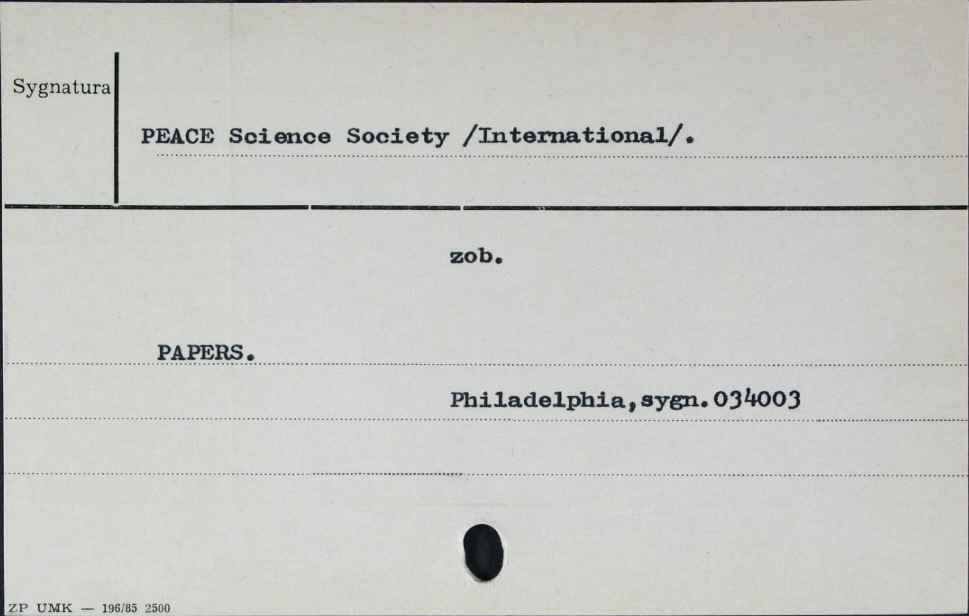 Sygnatura
PEACE Science Society /International/.
zob.
PAPERS.
Philadelphia,sygn.034003
ZP UMK — 196/85 2500